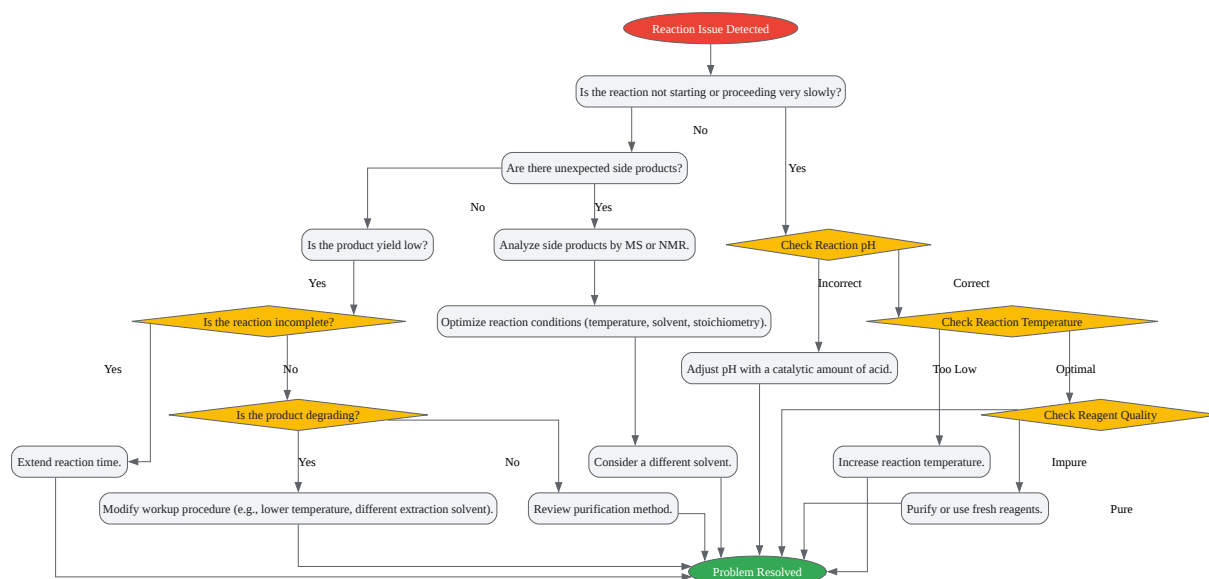 Reaction Issue Detected
Is the reaction not starting or proceeding very slowly?
No
Are there unexpected side products?
Yes
No
Yes
Is the product yield low?
Analyze side products by MS or NMR.
Check Reaction pH
Yes
Incorrect
Correct
Is the reaction incomplete?
Optimize reaction conditions (temperature, solvent, stoichiometry).
Check Reaction Temperature
Yes
No
Adjust pH with a catalytic amount of acid.
Too Low
Optimal
Is the product degrading?
Check Reagent Quality
Extend reaction time.
Yes
No
Consider a different solvent.
Increase reaction temperature.
Impure
Modify workup procedure (e.g., lower temperature, different extraction solvent).
Review purification method.
Purify or use fresh reagents.
Pure
Problem Resolved